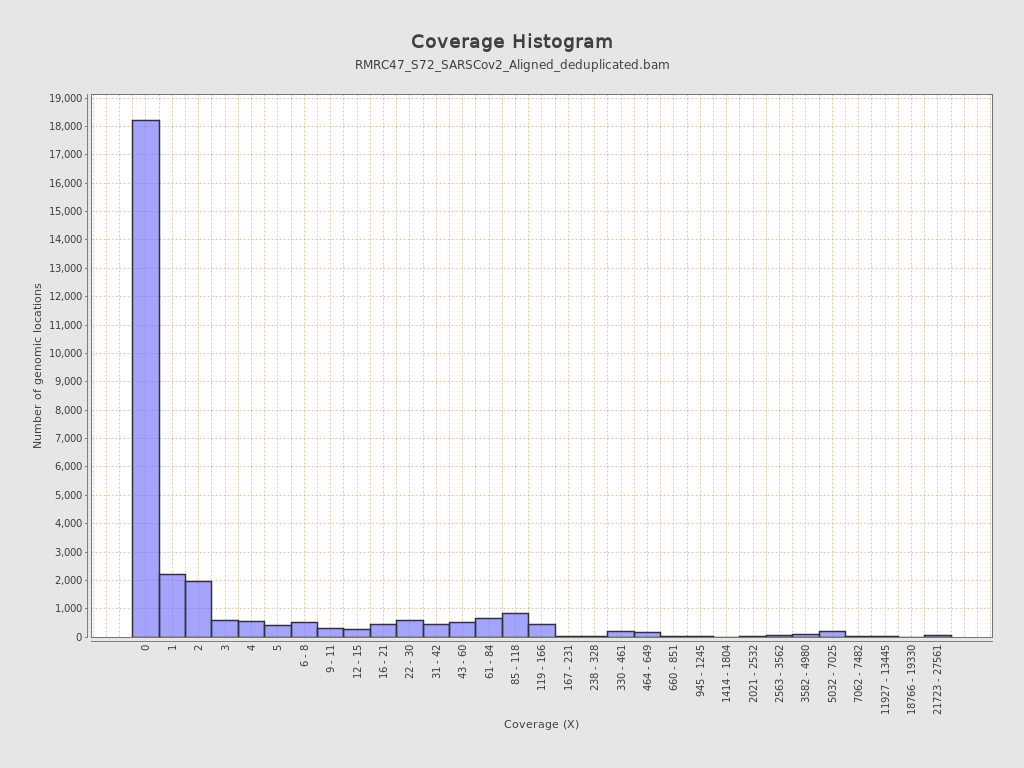 Coverage Histogram
RMRC47_S72_SARSCov2_Aligned_deduplicated.bam
Number of genomic locations
19,000
18,000
17,000
16,000
15,000
14,000
13,000
12,000
11,000
10,000
9,000
8,000
7,000
6,000
5,000
4,000
3,000
2,000
1,000
0
0
1
2
3
4
5
6 - 8
9 - 11
12 - 15
16 - 21
22 - 30
31 - 42
43 - 60
61 - 84
85 - 118
119 - 166
167 - 231
238 - 328
330 - 461
464 - 649
660 - 851
945 - 1245
1414 - 1804
2021 - 2532
2563 - 3562
3582 - 4980
5032 - 7025
7062 - 7482
11927 - 13445
18766 - 19330
21723 - 27561
Coverage (X)